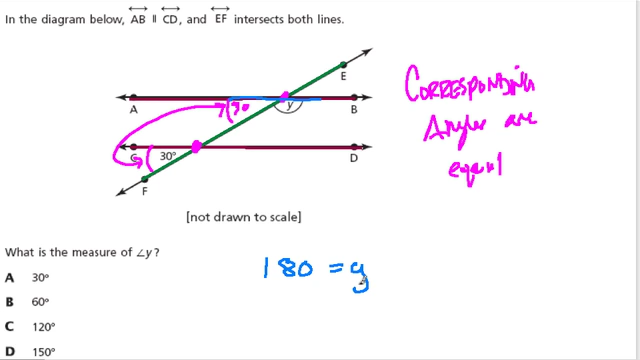 In the diagram below, AB ∥ CD, and EF intersects both lines.
E
A
30
y
B
C
30°
D
F
[not drawn to scale]
CORRESPONDING
Angles are
equal
What is the measure of ∠y?
A 30°
B 60°
C 120°
D 150°
180 = y